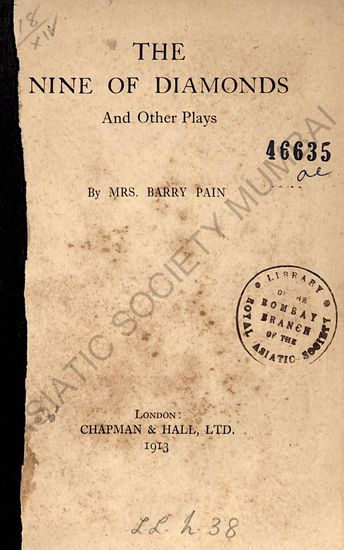 18/XIV
THE
NINE OF DIAMONDS
And Other Plays
46635
By MRS. BARRY PAIN
LIBRARY
OF THE
BOMBAY
BRANCH
OF THE
ROYAL ASIATIC SOCIETY
ASIATIC SOCIETY MUMBAI
LONDON:
CHAPMAN & HALL, LTD.
1913
LL. h. 38